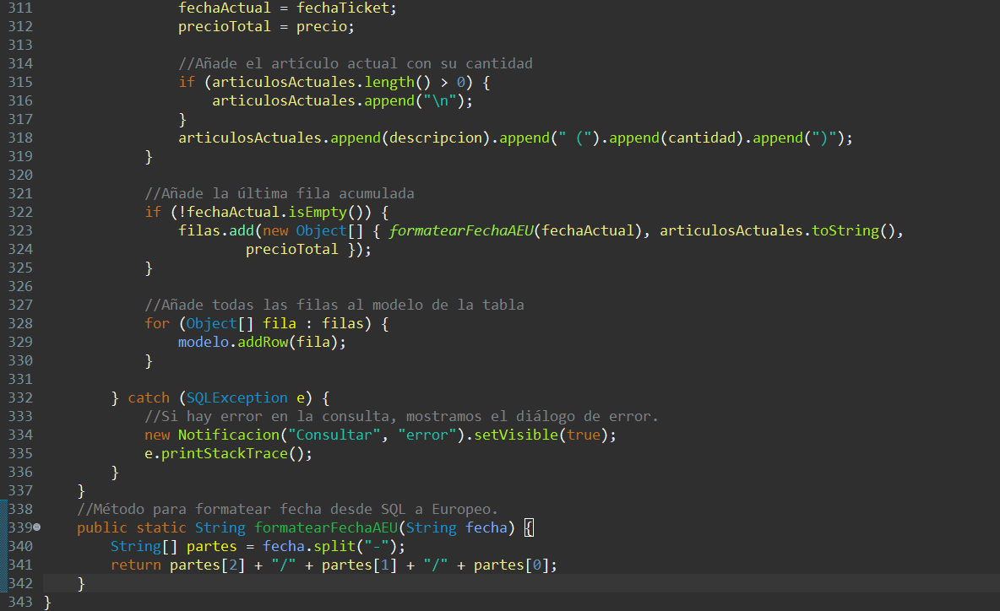 311 fechaActual = fechaTicket;
312 precioTotal = precio;
313
314 //Añade el artículo actual con su cantidad
315 if (articulosActuales.length() > 0) {
316 articulosActuales.append("\n");
317 }
318 articulosActuales.append(descripcion).append(" (").append(cantidad).append(")");
319 }
320
321 //Añade la última fila acumulada
322 if (!fechaActual.isEmpty()) {
323 filas.add(new Object[] { formatearFechaAEU(fechaActual), articulosActuales.toString(),
324 precioTotal });
325 }
326
327 //Añade todas las filas al modelo de la tabla
328 for (Object[] fila : filas) {
329 modelo.addRow(fila);
330 }
331
332 } catch (SQLException e) {
333 //Si hay error en la consulta, mostramos el diálogo de error.
334 new Notificacion("Consultar", "error").setVisible(true);
335 e.printStackTrace();
336 }
337 }
338 //Método para formatear fecha desde SQL a Europeo.
339 public static String formatearFechaAEU(String fecha) {
340 String[] partes = fecha.split("-");
341 return partes[2] + "/" + partes[1] + "/" + partes[0];
342 }
343 }